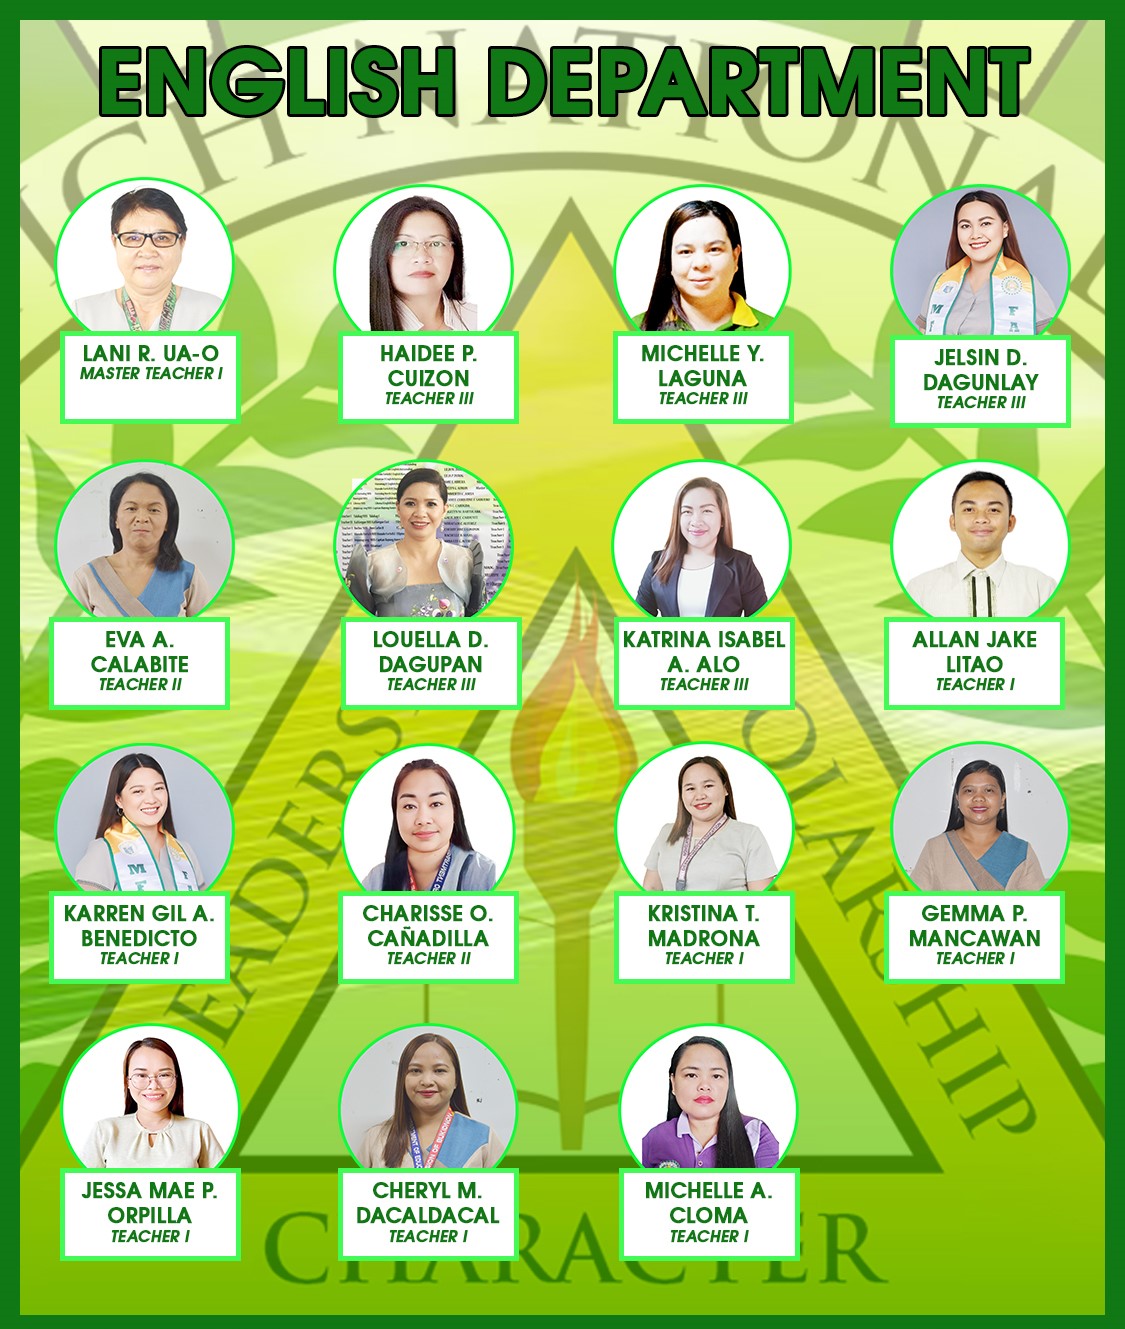 ENGLISH DEPARTMENT
LANI R. UA-O
MASTER TEACHER I
HAIDEE P.
CUIZON
TEACHER III
MICHELLE Y.
LAGUNA
TEACHER III
JELSIN D.
DAGUNLAY
TEACHER III
EVA A.
CALABITE
TEACHER II
LOUELLA D.
DAGUPAN
TEACHER III
KATRINA ISABEL
A. ALO
TEACHER III
ALLAN JAKE
LITAO
TEACHER I
KARREN GIL A.
BENEDICTO
TEACHER I
CHARISSE O.
CAÑADILLA
TEACHER II
KRISTINA T.
MADRONA
TEACHER I
GEMMA P.
MANCAWAN
TEACHER I
JESSA MAE P.
ORPILLA
TEACHER I
CHERYL M.
DACALDACAL
TEACHER I
MICHELLE A.
CLOMA
TEACHER I
NATIONAL
CHARACTER